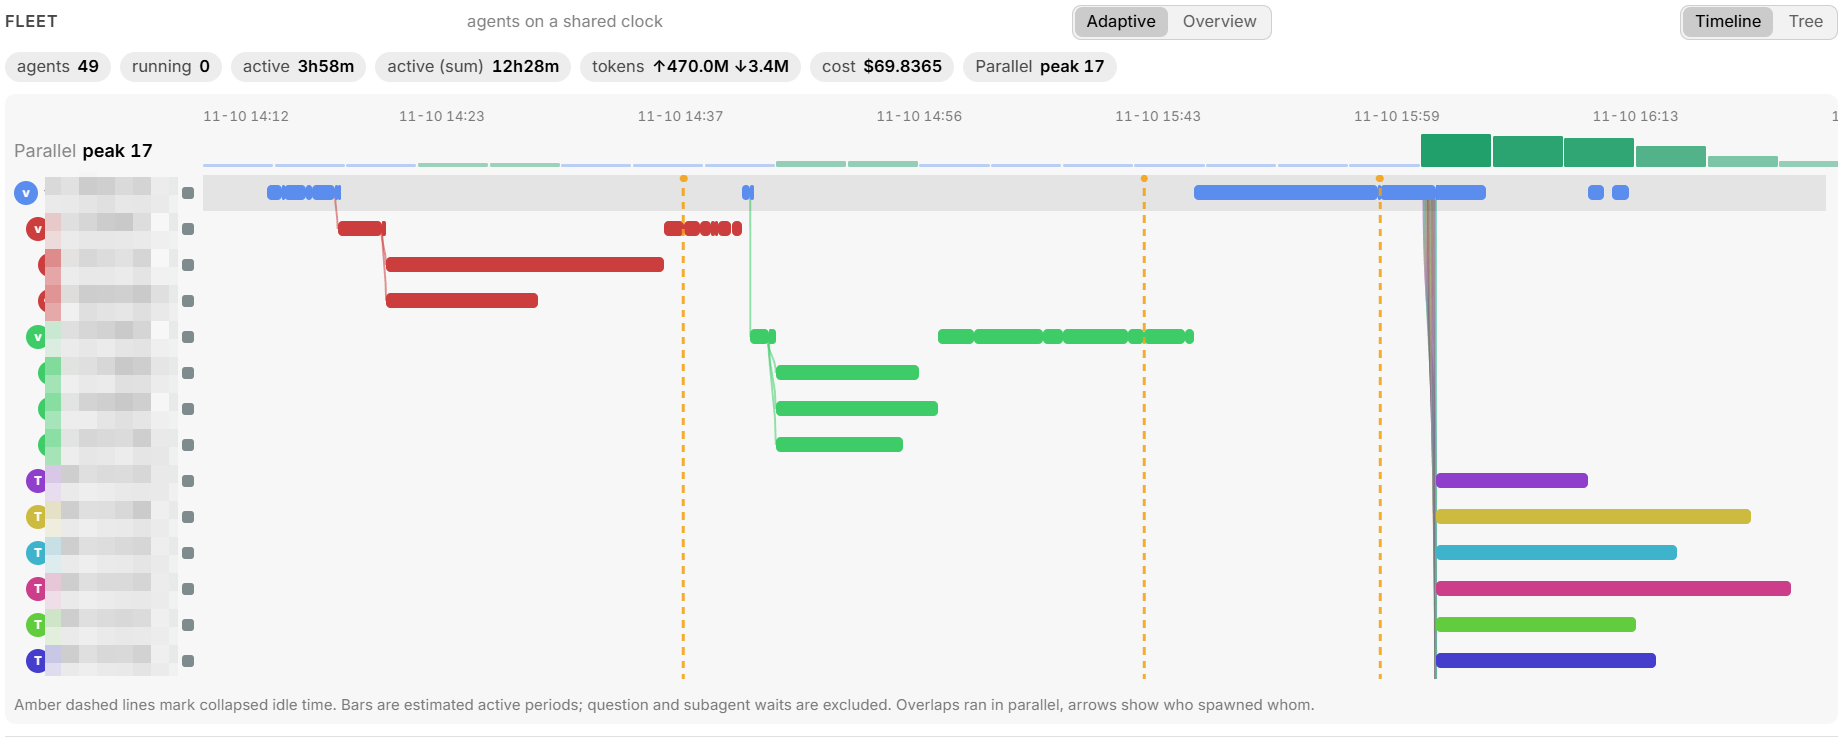 FLEET agents on a shared clock Adaptive Overview Timeline Tree
agents 49 running 0 active 3h58m active (sum) 12h28m tokens ↑470.0M ↓3.4M cost $69.8365 Parallel peak 17
11-10 14:12 11-10 14:23 11-10 14:37 11-10 14:56 11-10 15:43 11-10 15:59 11-10 16:13
Parallel peak 17
v
v
v
T
T
T
T
T
T
Amber dashed lines mark collapsed idle time. Bars are estimated active periods; question and subagent waits are excluded. Overlaps ran in parallel, arrows show who spawned whom.